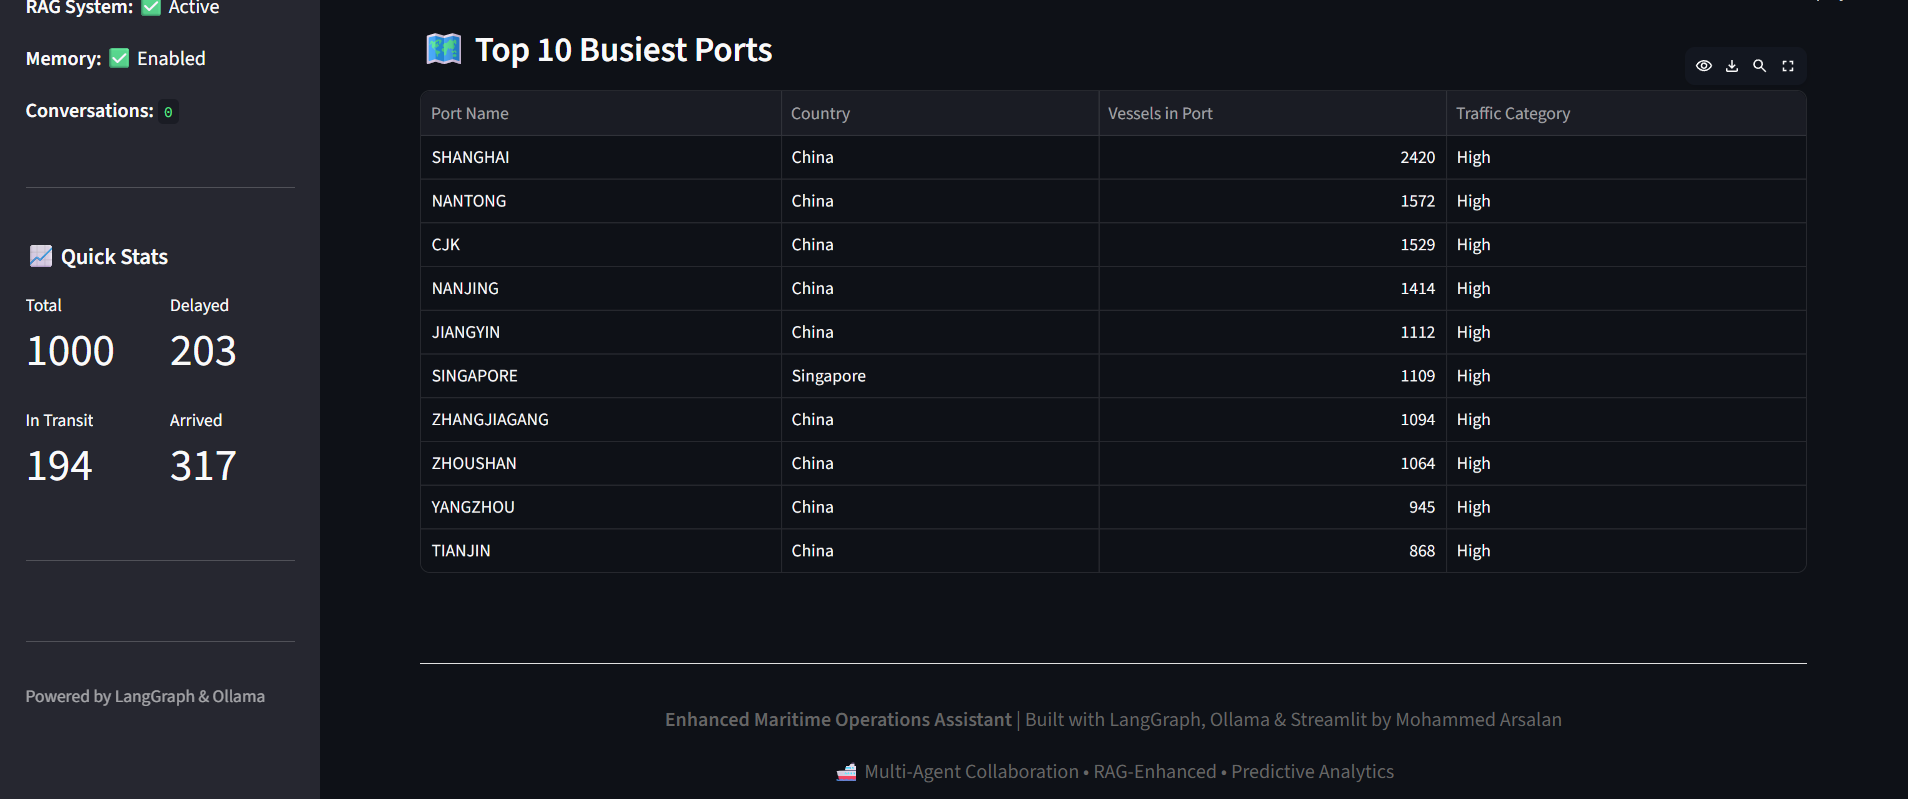 RAG System: ✅ Active
Memory: ✅ Enabled
Conversations: 0
Quick Stats
Total Delayed
1000 203
In Transit Arrived
194 317
Powered by LangGraph & Ollama
Top 10 Busiest Ports
Port Name Country Vessels in Port Traffic Category
SHANGHAI China 2420 High
NANTONG China 1572 High
CJK China 1529 High
NANJING China 1414 High
JIANGYIN China 1112 High
SINGAPORE Singapore 1109 High
ZHANGJIAGANG China 1094 High
ZHOUSHAN China 1064 High
YANGZHOU China 945 High
TIANJIN China 868 High
Enhanced Maritime Operations Assistant | Built with LangGraph, Ollama & Streamlit by Mohammed Arsalan
Multi-Agent Collaboration • RAG-Enhanced • Predictive Analytics